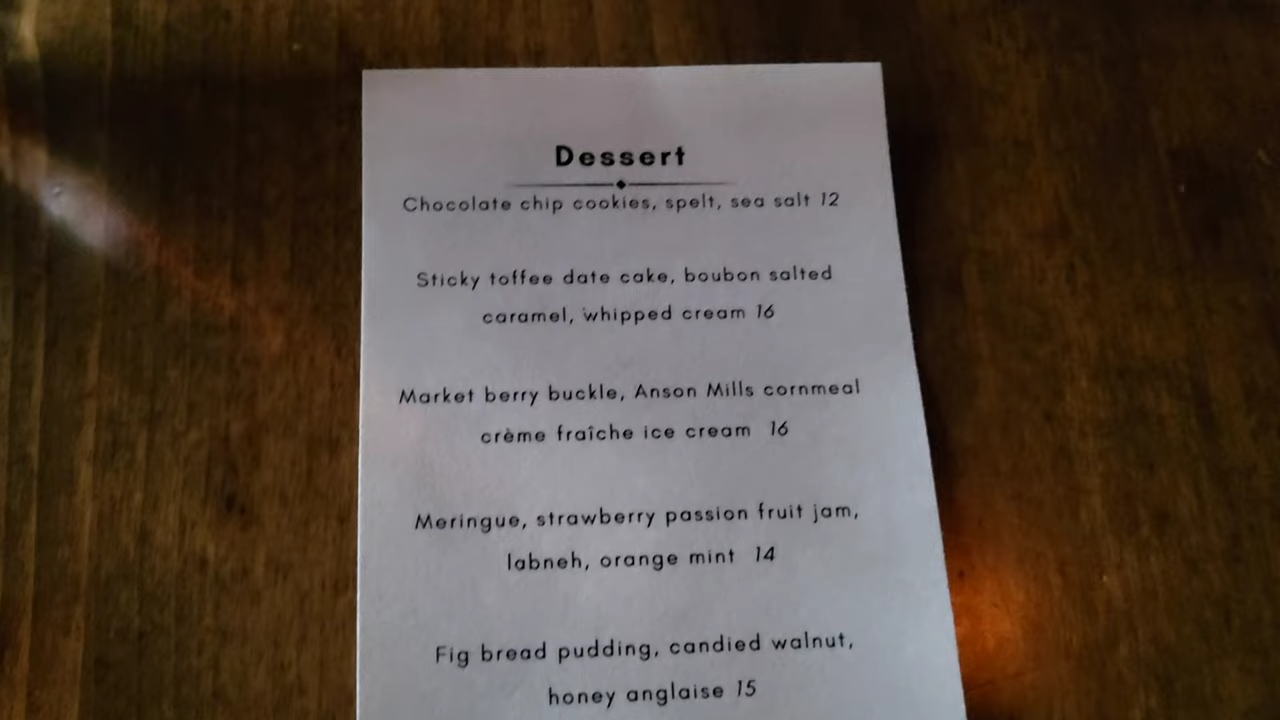 Dessert
Chocolate chip cookies, spelt, sea salt 12
Sticky toffee date cake, boubon salted
caramel, whipped cream 16
Market berry buckle, Anson Mills cornmeal
crème fraîche ice cream 16
Meringue, strawberry passion fruit jam,
labneh, orange mint 14
Fig bread pudding, candied walnut,
honey anglaise 15